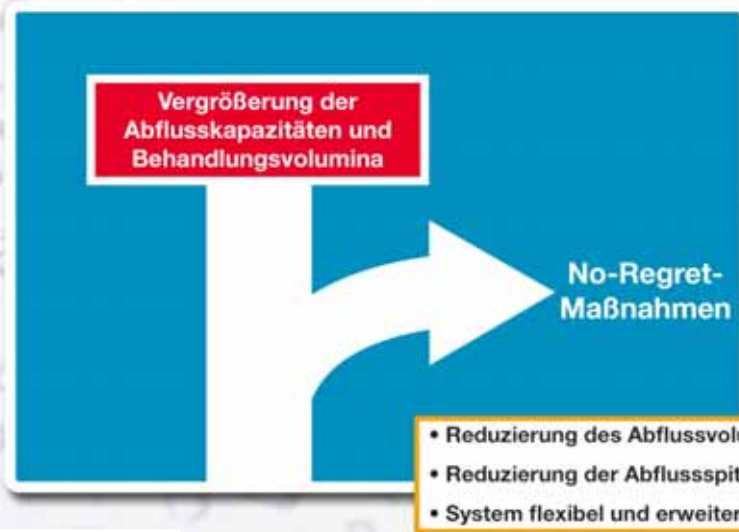 Vergrößerung der
Abflusskapazitäten und
Behandlungsvolumina
No-Regret-
Maßnahmen
• Reduzierung des
• Reduzierung der
• System flexibel und